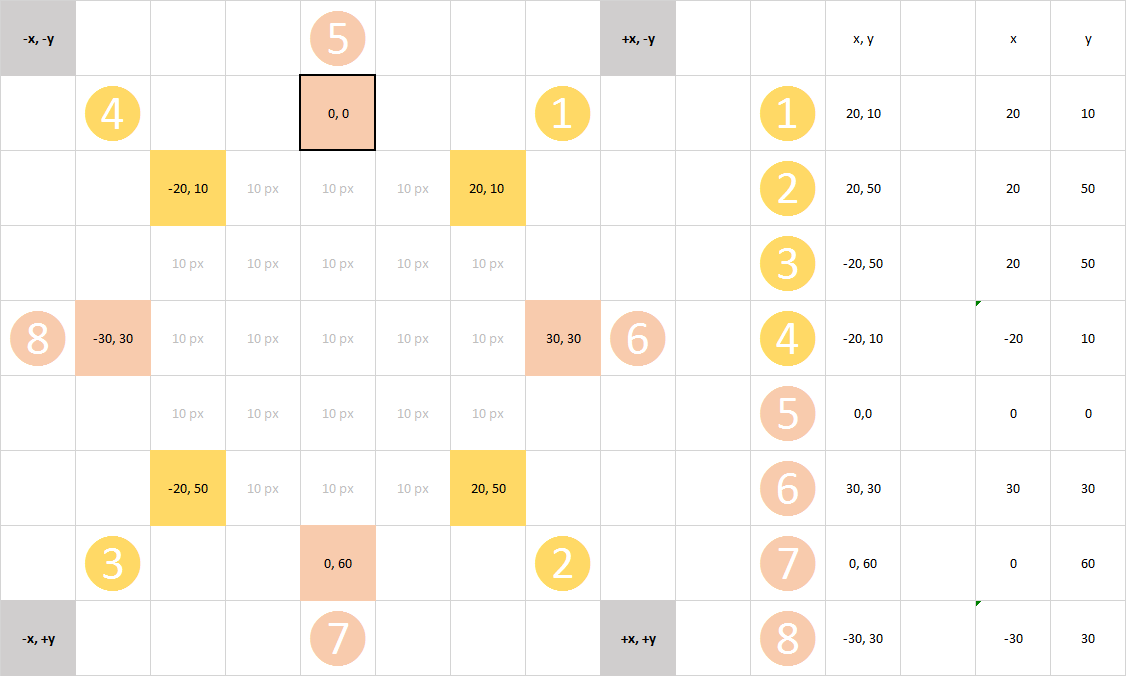 -x, -y 5 +x, -y x, y x y
4 0, 0 1 1 20, 10 20 10
-20, 10 10 px 10 px 10 px 20, 10 2 20, 50 20 50
10 px 10 px 10 px 10 px 10 px 3 -20, 50 20 50
8 -30, 30 10 px 10 px 10 px 10 px 10 px 30, 30 6 4 -20, 10 -20 10
10 px 10 px 10 px 10 px 10 px 5 0,0 0 0
-20, 50 10 px 10 px 10 px 20, 50 6 30, 30 30 30
3 0, 60 2 7 0, 60 0 60
-x, +y 7 +x, +y 8 -30, 30 -30 30